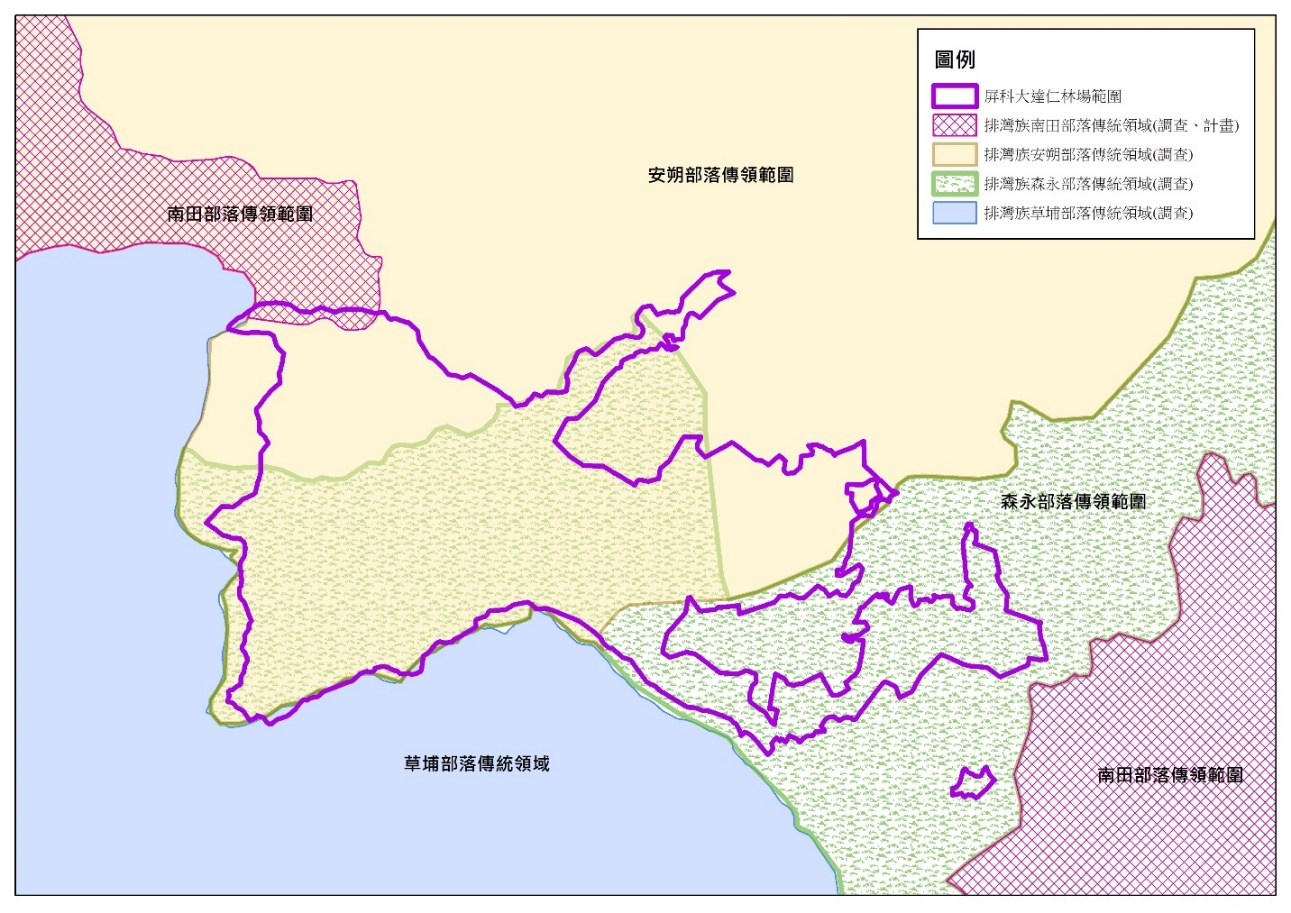 圖例
屏科大達仁林場範圍
排灣族南田部落傳統領域(調查、計畫)
排灣族安朔部落傳統領域(調查)
排灣族森永部落傳統領域(調查)
排灣族草埔部落傳統領域(調查)
安朔部落傳領範圍
南田部落傳領範圍
森永部落傳領範圍
草埔部落傳統領域
南田部落傳領範圍